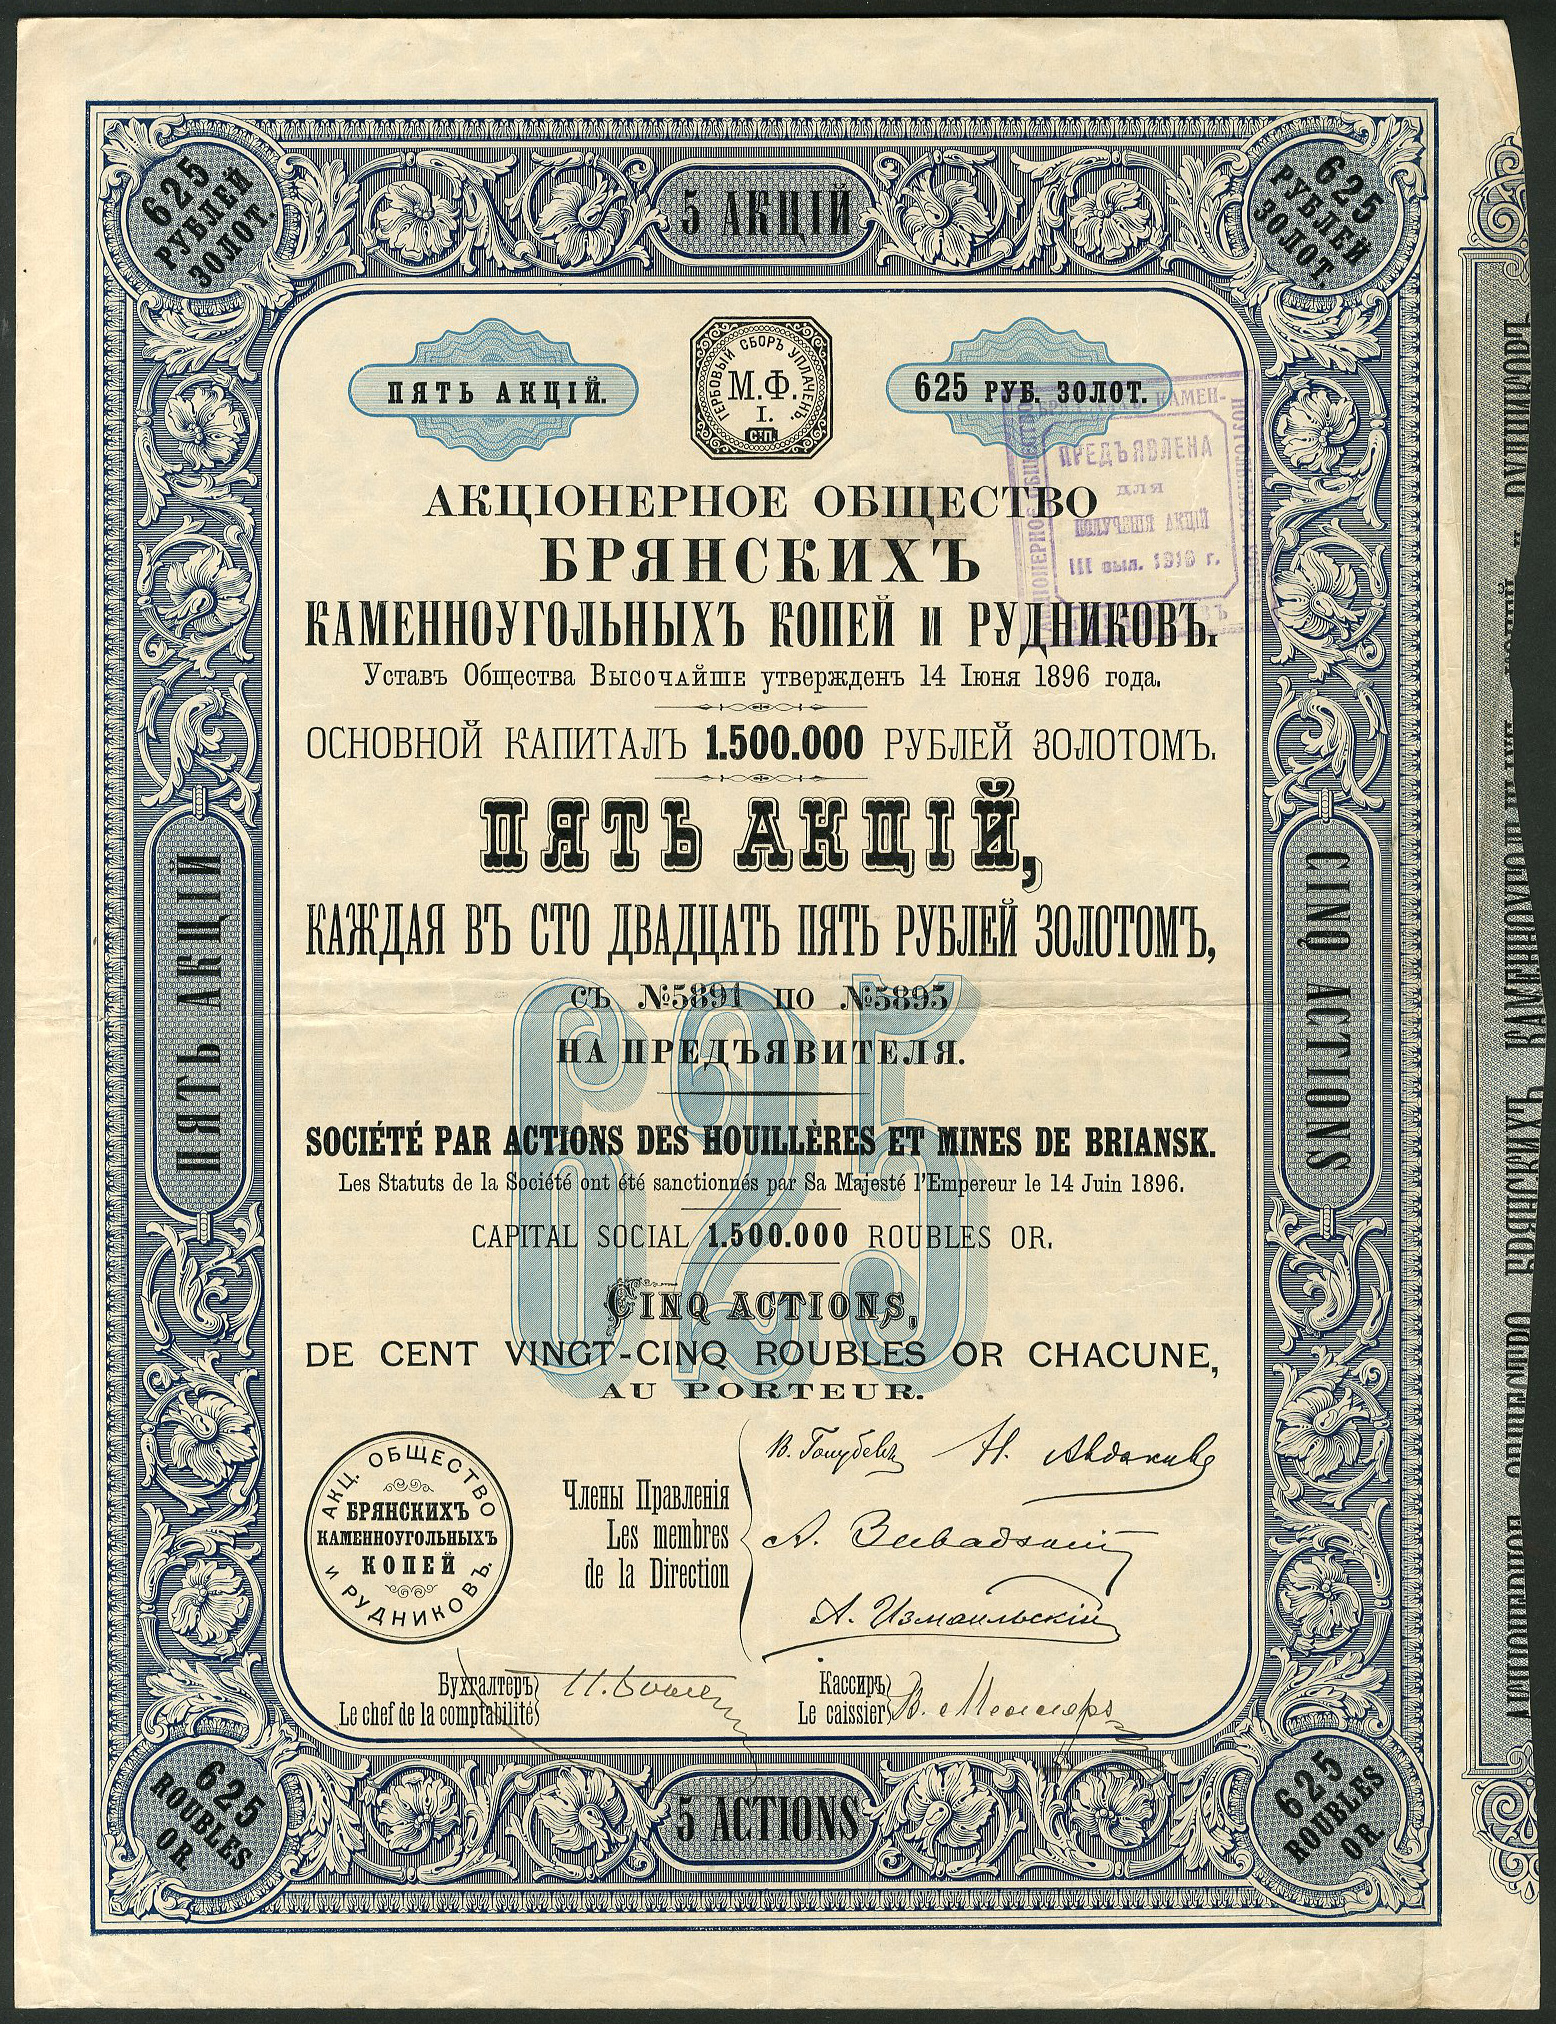 625
РУБЛЕЙ
ЗОЛОТ.
5 АКЦІЙ
625
РУБЛЕЙ
ЗОЛОТ.
ПЯТЬ АКЦІЙ.
ГЕРБОВЫЙ СБОРЪ УПЛАЧЕНЪ.
М.Ф.
I.
С.П.
625 РУБ. ЗОЛОТ.
ПРЕДЪЯВЛЕНА
для
ПОЛУЧЕНІЯ АКЦІЙ
III вып. 1916 г.
АКЦІОНЕРНОЕ ОБЩЕСТВО
БРЯНСКИХЪ
КАМЕННОУГОЛЬНЫХЪ КОПЕЙ И РУДНИКОВЪ.
Уставъ Общества Высочайше утвержденъ 14 Іюня 1896 года.
ОСНОВНОЙ КАПИТАЛЪ 1.500.000 РУБЛЕЙ ЗОЛОТОМЪ.
ПЯТЬ АКЦІЙ,
КАЖДАЯ ВЪ СТО ДВАДЦАТЬ ПЯТЬ РУБЛЕЙ ЗОЛОТОМЪ,
СЪ №5891 ПО №5895
НА ПРЕДЪЯВИТЕЛЯ.
625
ПЯТЬ АКЦІЙ
CINQ ACTIONS
SOCIÉTÉ PAR ACTIONS DES HOUILLÈRES ET MINES DE BRIANSK.
Les Statuts de la Société ont été sanctionnés par Sa Majesté l'Empereur le 14 Juin 1896.
CAPITAL SOCIAL 1.500.000 ROUBLES OR.
CINQ ACTIONS,
DE CENT VINGT-CINQ ROUBLES OR CHACUNE,
AU PORTEUR.
АКЦ. ОБЩЕСТВО
БРЯНСКИХЪ
КАМЕННОУГОЛЬНЫХЪ
КОПЕЙ
И РУДНИКОВЪ.
Члены Правленія
Les membres
de la Direction
В. Голубевъ
Н. Авдаковъ
А. Измаильскій
Бухгалтеръ
Le chef de la comptabilité
Кассиръ
Le caissier
625
ROUBLES
OR.
5 ACTIONS
625
ROUBLES
OR.